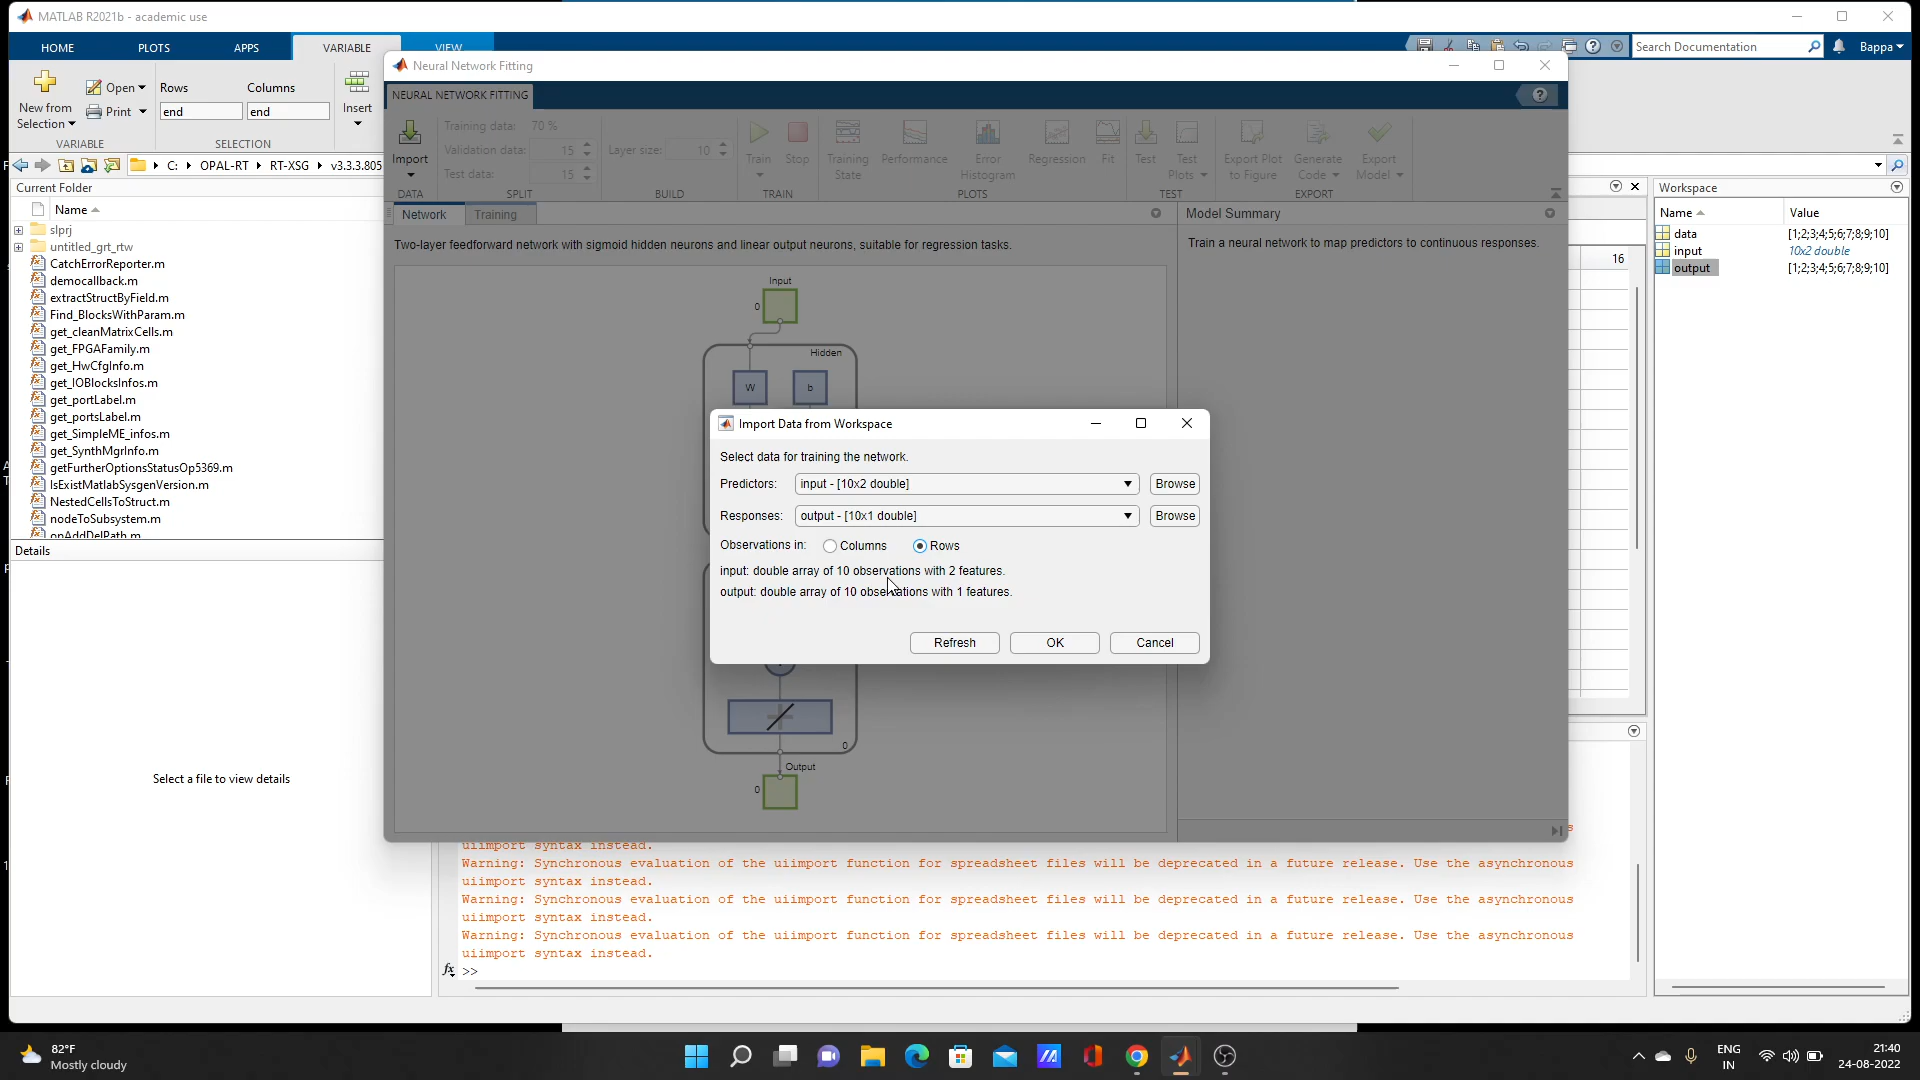 MATLAB R2021b - academic use
HOME PLOTS APPS VARIABLE VIEW
Search Documentation
Bappa
New from
Selection
Open
Print
Rows
Columns
end
end
Insert
VARIABLE
SELECTION
C: OPAL-RT RT-XSG v3.3.3.805
Current Folder
Name
slprj
untitled_grt_rtw
CatchErrorReporter.m
democallback.m
extractStructByField.m
Find_BlocksWithParam.m
get_cleanMatrixCells.m
get_FPGAFamily.m
get_HwCfgInfo.m
get_IOBlocksInfos.m
get_portLabel.m
get_portsLabel.m
get_SimpleME_infos.m
get_SynthMgrInfo.m
getFurtherOptionsStatusOp5369.m
IsExistMatlabSysgenVersion.m
NestedCellsToStruct.m
nodeToSubsystem.m
onAddDelPath.m
Details
Select a file to view details
Neural Network Fitting
NEURAL NETWORK FITTING
Import
DATA
Training data: 70 %
Validation data: 15
Test data: 15
SPLIT
Layer size: 10
BUILD
Train
Stop
TRAIN
Training
State
Performance
Error
Histogram
Regression
Fit
PLOTS
Test
Test
Plots
TEST
Export Plot
to Figure
Generate
Code
Export
Model
EXPORT
Network
Training
Two-layer feedforward network with sigmoid hidden neurons and linear output neurons, suitable for regression tasks.
Input
0
Hidden
W
b
0
Output
0
Model Summary
Train a neural network to map predictors to continuous responses.
Import Data from Workspace
Select data for training the network.
Predictors: input - [10x2 double] Browse
Responses: output - [10x1 double] Browse
Observations in: Columns Rows
input: double array of 10 observations with 2 features.
output: double array of 10 observations with 1 features.
Refresh OK Cancel
16
Workspace
Name Value
data [1;2;3;4;5;6;7;8;9;10]
input 10x2 double
output [1;2;3;4;5;6;7;8;9;10]
uiimport syntax instead.
Warning: Synchronous evaluation of the uiimport function for spreadsheet files will be deprecated in a future release. Use the asynchronous
uiimport syntax instead.
Warning: Synchronous evaluation of the uiimport function for spreadsheet files will be deprecated in a future release. Use the asynchronous
uiimport syntax instead.
Warning: Synchronous evaluation of the uiimport function for spreadsheet files will be deprecated in a future release. Use the asynchronous
uiimport syntax instead.
fx >>
82°F
Mostly cloudy
ENG
IN
21:40
24-08-2022